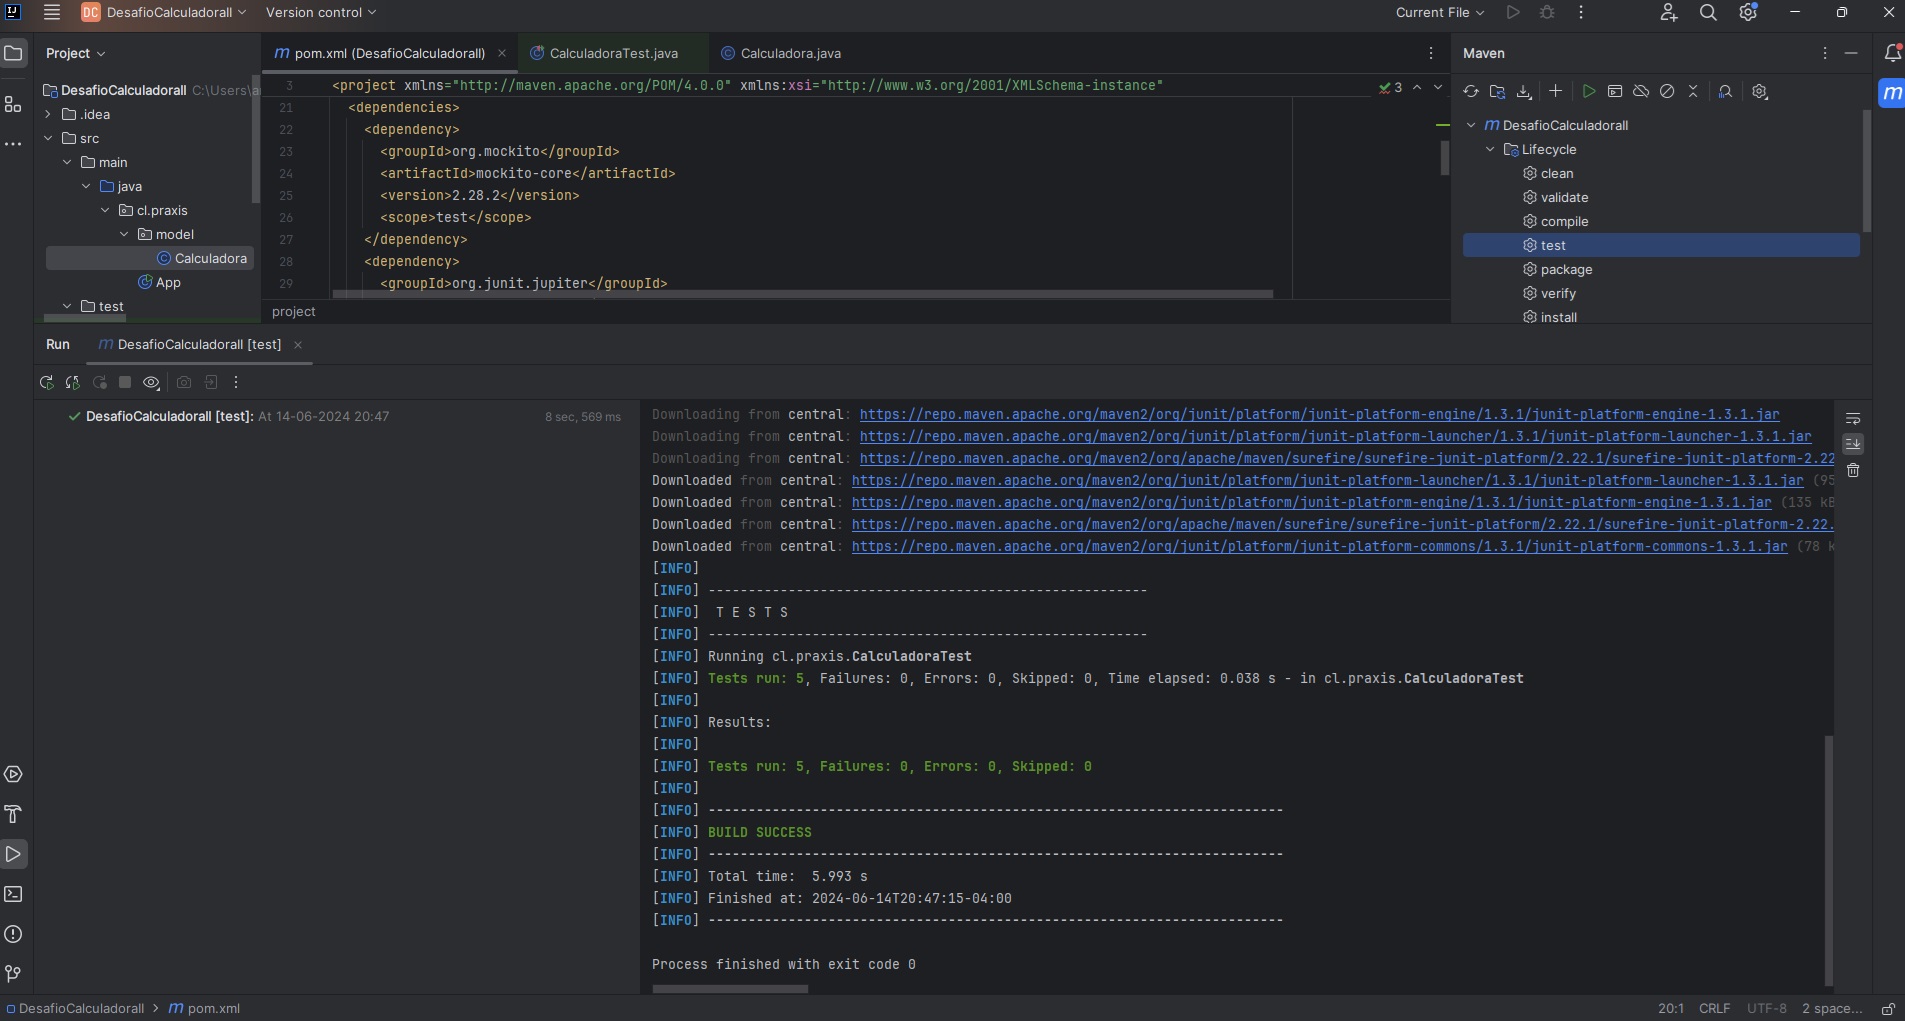 DC DesafioCalculadorall Version control Current File
Project
pom.xml (DesafioCalculadorall)
CalculadoraTest.java
Calculadora.java
Maven
DesafioCalculadorall C:\Users\a
.idea
src
main
java
cl.praxis
model
Calculadora
App
test
3 <project xmlns="http://maven.apache.org/POM/4.0.0" xmlns:xsi="http://www.w3.org/2001/XMLSchema-instance"
3
21 <dependencies>
22 <dependency>
23 <groupId>org.mockito</groupId>
24 <artifactId>mockito-core</artifactId>
25 <version>2.28.2</version>
26 <scope>test</scope>
27 </dependency>
28 <dependency>
29 <groupId>org.junit.jupiter</groupId>
project
m DesafioCalculadorall
Lifecycle
clean
validate
compile
test
package
verify
install
Run m DesafioCalculadorall [test]
DesafioCalculadorall [test]: At 14-06-2024 20:47 8 sec, 569 ms
Downloading from central: https://repo.maven.apache.org/maven2/org/junit/platform/junit-platform-engine/1.3.1/junit-platform-engine-1.3.1.jar
Downloading from central: https://repo.maven.apache.org/maven2/org/junit/platform/junit-platform-launcher/1.3.1/junit-platform-launcher-1.3.1.jar
Downloading from central: https://repo.maven.apache.org/maven2/org/apache/maven/surefire/surefire-junit-platform/2.22.1/surefire-junit-platform-2.22
Downloaded from central: https://repo.maven.apache.org/maven2/org/junit/platform/junit-platform-launcher/1.3.1/junit-platform-launcher-1.3.1.jar (95
Downloaded from central: https://repo.maven.apache.org/maven2/org/junit/platform/junit-platform-engine/1.3.1/junit-platform-engine-1.3.1.jar (135 kB
Downloaded from central: https://repo.maven.apache.org/maven2/org/apache/maven/surefire/surefire-junit-platform/2.22.1/surefire-junit-platform-2.22.
Downloaded from central: https://repo.maven.apache.org/maven2/org/junit/platform/junit-platform-commons/1.3.1/junit-platform-commons-1.3.1.jar (78 k
[INFO]
[INFO] -------------------------------------------------------
[INFO]  T E S T S
[INFO] -------------------------------------------------------
[INFO] Running cl.praxis.CalculadoraTest
[INFO] Tests run: 5, Failures: 0, Errors: 0, Skipped: 0, Time elapsed: 0.038 s - in cl.praxis.CalculadoraTest
[INFO]
[INFO] Results:
[INFO]
[INFO] Tests run: 5, Failures: 0, Errors: 0, Skipped: 0
[INFO]
[INFO] ------------------------------------------------------------------------
[INFO] BUILD SUCCESS
[INFO] ------------------------------------------------------------------------
[INFO] Total time:  5.993 s
[INFO] Finished at: 2024-06-14T20:47:15-04:00
[INFO] ------------------------------------------------------------------------
Process finished with exit code 0
DesafioCalculadorall > m pom.xml 20:1 CRLF UTF-8 2 space...